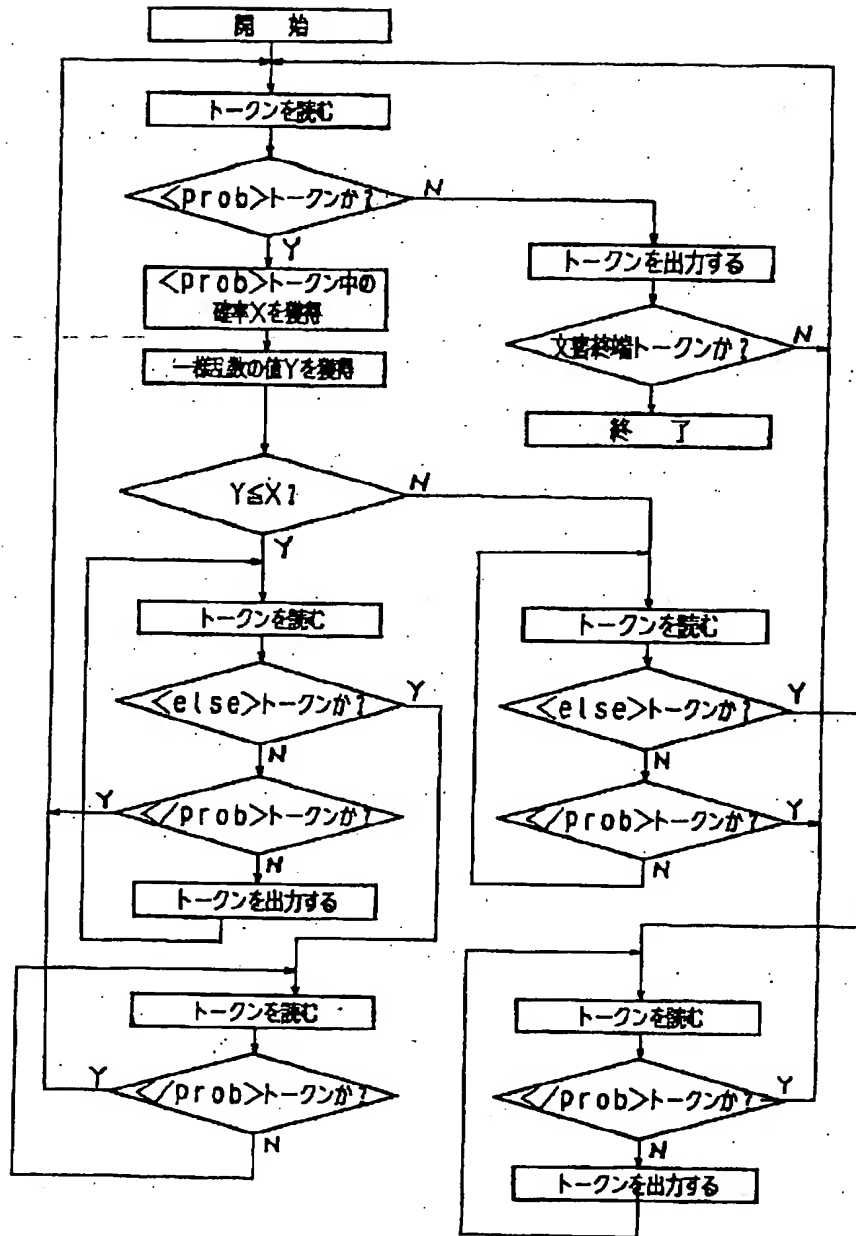 開 始
トークンを読む
<prob>トークンか?
N
Y
トークンを出力する
<prob>トークン中の
確率Xを獲得
文書終端トークンか?
N
一様乱数の値Yを獲得
終 了
Y≦X?
N
Y
トークンを読む
トークンを読む
<else>トークンか?
Y
<else>トークンか?
Y
N
N
Y
</prob>トークンか?
</prob>トークンか?
Y
N
N
トークンを出力する
トークンを読む
トークンを読む
Y
</prob>トークンか?
</prob>トークンか?
Y
N
N
トークンを出力する